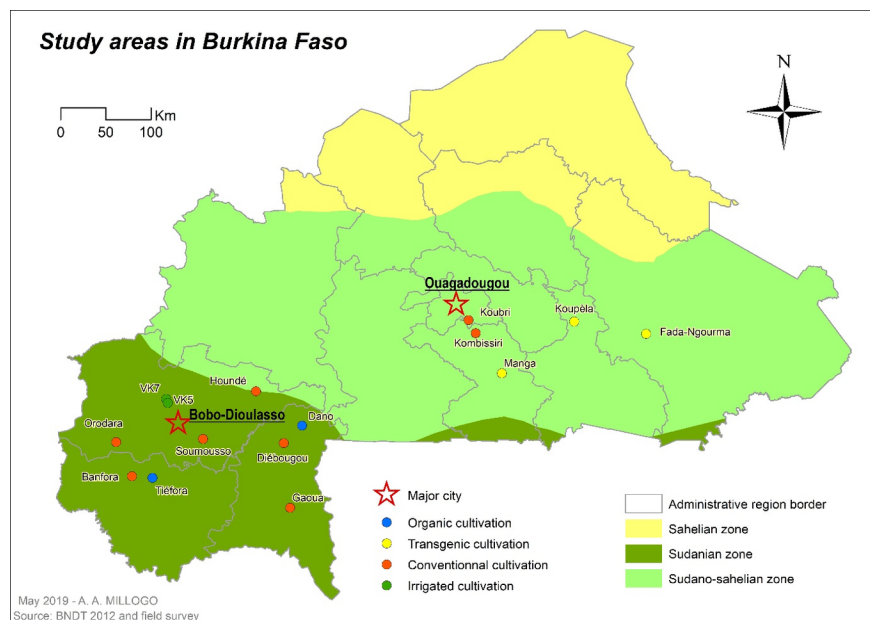 Study areas in Burkina Faso
N
Km
0 50 100
Ouagadougou
Koubri
Koupèla
Kombissiri
Fada-Ngourma
Manga
Houndé
VK7
VK5
Bobo-Dioulasso
Dano
Orodara
Soumousso
Diébougou
Banfora
Tiéfora
Gaoua
Major city
Organic cultivation
Transgenic cultivation
Conventionnal cultivation
Irrigated cultivation
Administrative region border
Sahelian zone
Sudanian zone
Sudano-sahelian zone
May 2019 - A. A. MILLOGO
Source: BNDT 2012 and field survey